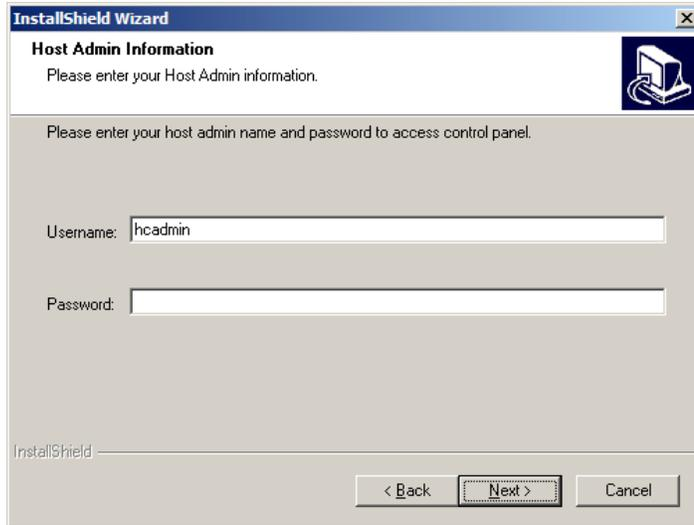 InstallShield Wizard
Host Admin Information
Please enter your Host Admin information.
Please enter your host admin name and password to access control panel.
Username: hcadmin
Password:
InstallShield
< Back Next > Cancel